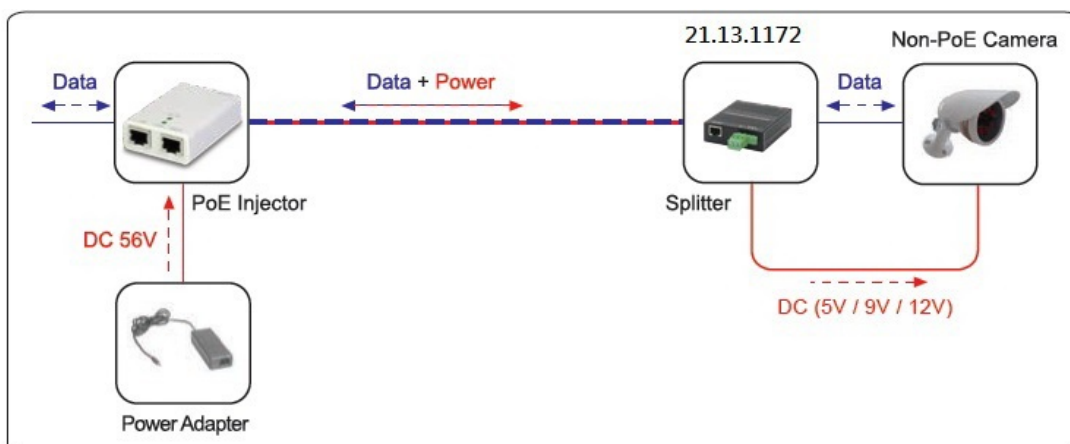 21.13.1172
Non-PoE Camera
Data
Data + Power
Data
PoE Injector
Splitter
DC 56V
DC (5V / 9V / 12V)
Power Adapter